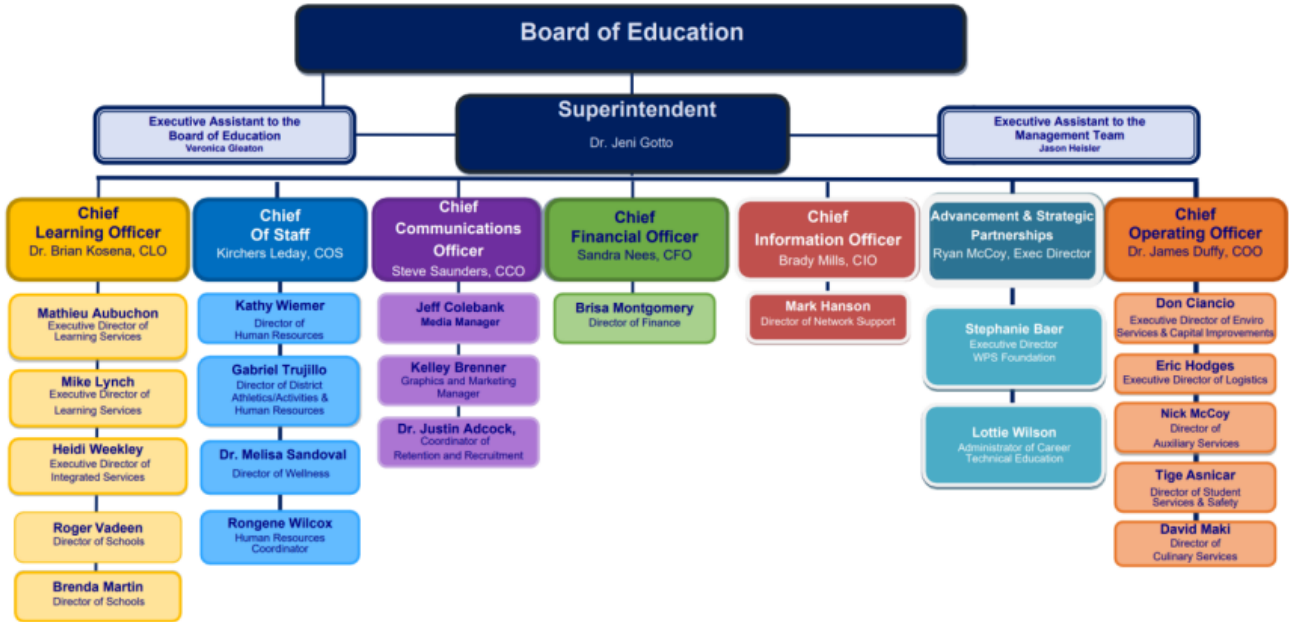 Board of Education
Superintendent
Dr. Jeni Gotto
Executive Assistant to the
Board of Education
Veronica Gleaton
Executive Assistant to the
Management Team
Jason Heisler
Chief
Learning Officer
Dr. Brian Kosena, CLO
Mathieu Aubuchon
Executive Director of
Learning Services
Mike Lynch
Executive Director of
Learning Services
Heidi Weekley
Executive Director of
Integrated Services
Roger Vadeen
Director of Schools
Brenda Martin
Director of Schools
Chief
Of Staff
Kirchers Leday, COS
Kathy Wiemer
Director of
Human Resources
Gabriel Trujillo
Director of District
Athletics/Activities &
Human Resources
Dr. Melisa Sandoval
Director of Wellness
Rongene Wilcox
Human Resources
Coordinator
Chief
Communications
Officer
Steve Saunders, CCO
Jeff Colebank
Media Manager
Kelley Brenner
Graphics and Marketing
Manager
Dr. Justin Adcock,
Coordinator of
Retention and Recruitment
Chief
Financial Officer
Sandra Nees, CFO
Brisa Montgomery
Director of Finance
Chief
Information Officer
Brady Mills, CIO
Mark Hanson
Director of Network Support
Advancement & Strategic
Partnerships
Ryan McCoy, Exec Director
Stephanie Baer
Executive Director
WPS Foundation
Lottie Wilson
Administrator of Career
Technical Education
Chief
Operating Officer
Dr. James Duffy, COO
Don Ciancio
Executive Director of Enviro
Services & Capital Improvements
Eric Hodges
Executive Director of Logistics
Nick McCoy
Director of
Auxiliary Services
Tige Asnicar
Director of Student
Services & Safety
David Maki
Director of
Culinary Services